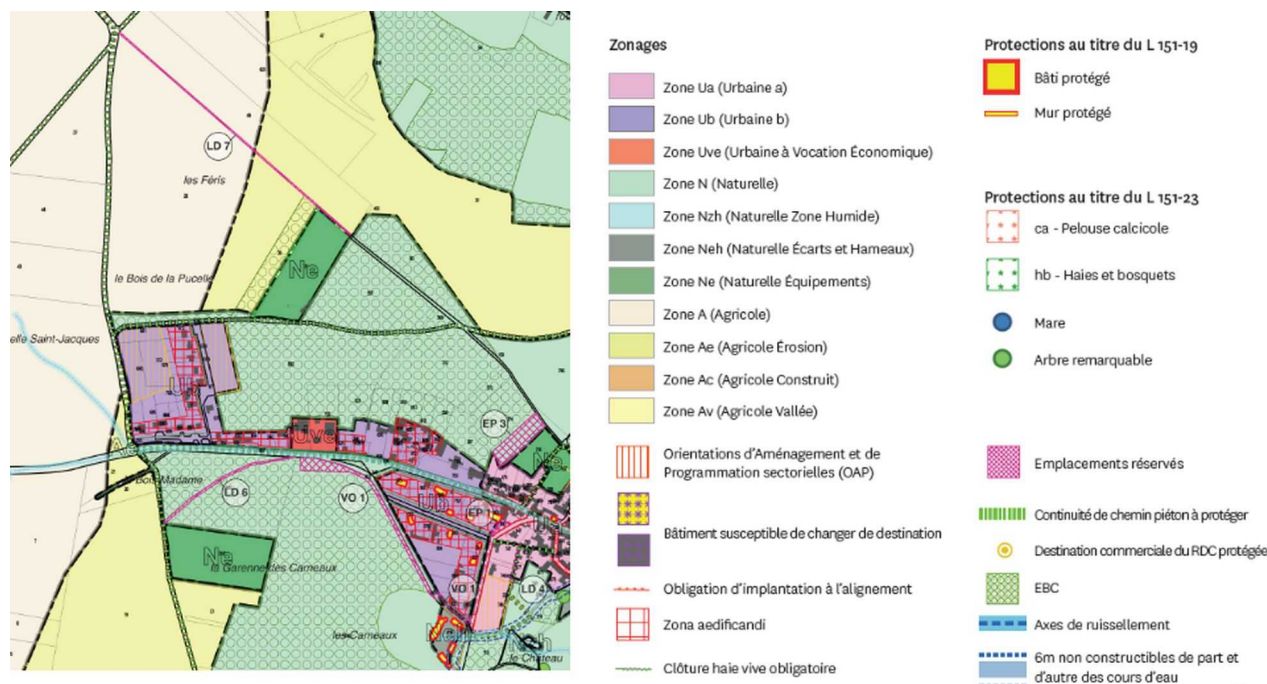 LD 7
les Féris
Ne
le Bois de la Pucelle
elle Saint-Jacques
Ub
Uve
EP 3
Ne
Bois Madame
LD 6
VO 1
Ub
EP 1
Ne
la Garenne des Carneaux
VO 1
LD 4
les Carneaux
Neh
le Château
Zonages
Zone Ua (Urbaine a)
Zone Ub (Urbaine b)
Zone Uve (Urbaine à Vocation Économique)
Zone N (Naturelle)
Zone Nzh (Naturelle Zone Humide)
Zone Neh (Naturelle Écarts et Hameaux)
Zone Ne (Naturelle Équipements)
Zone A (Agricole)
Zone Ae (Agricole Érosion)
Zone Ac (Agricole Construit)
Zone Av (Agricole Vallée)
Orientations d'Aménagement et de
Programmation sectorielles (OAP)
Bâtiment susceptible de changer de destination
Obligation d'implantation à l'alignement
Zona aedificandi
Clôture haie vive obligatoire
Protections au titre du L 151-19
Bâti protégé
Mur protégé
Protections au titre du L 151-23
ca - Pelouse calcicole
hb - Haies et bosquets
Mare
Arbre remarquable
Emplacements réservés
Continuité de chemin piéton à protéger
Destination commerciale du RDC protégée
EBC
Axes de ruissellement
6m non constructibles de part et
d'autre des cours d'eau